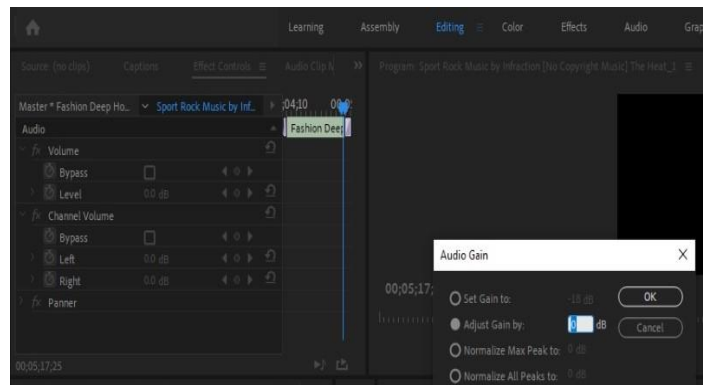 Learning Assembly Editing Color Effects Audio Grap
Source (no clips) Captions Effect Controls Audio Clip M
Program: Sport Rock Music by Infraction [No Copyright Music] The Heat_1
Master * Fashion Deep Ho... Sport Rock Music by Inf...
;04;10 00;0
Audio
Fashion Deep
fx Volume
Bypass
Level 0.0 dB
fx Channel Volume
Bypass
Left 0.0 dB
Right 0.0 dB
fx Panner
00;05;17;25
00;05;17;
Audio Gain X
Set Gain to: -18 dB OK
Adjust Gain by: 0 dB Cancel
Normalize Max Peak to: 0 dB
Normalize All Peaks to: 0 dB